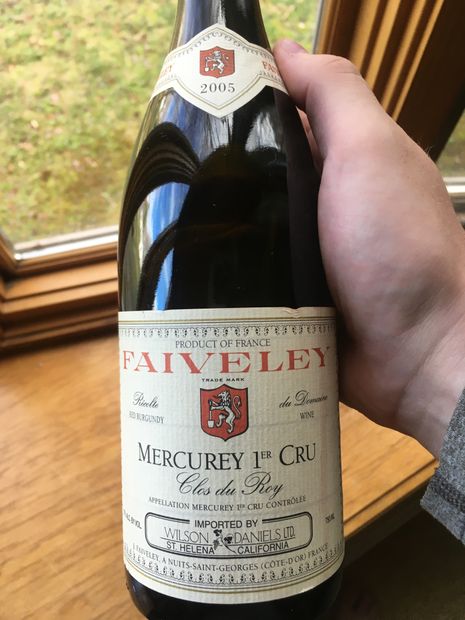 2005
PRODUCT OF FRANCE
FAIVELEY
TRADE MARK
Récolte du Domaine
RED BURGUNDY WINE
MERCUREY 1ER CRU
Clos du Roy
APPELLATION MERCUREY 1er CRU CONTRÔLÉE
IMPORTED BY
WILSON DANIELS LTD.
ST. HELENA CALIFORNIA
FAIVELEY, A NUITS-SAINT-GEORGES (CÔTE-D'OR) FRANCE